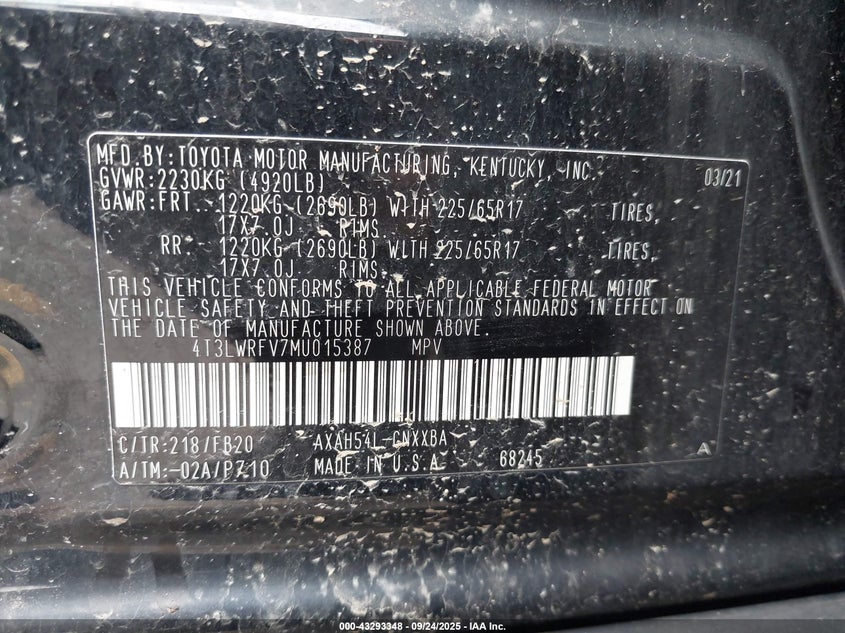 MFD.BY:TOYOTA MOTOR MANUFACTURING, KENTUCKY, INC. 03/21
GVWR:2230KG (4920LB)
GAWR:FRT. 1220KG (2690LB) WITH 225/65R17 TIRES,
17X7.0J RIMS
RR. 1220KG (2690LB) WITH 225/65R17 TIRES,
17X7.0J RIMS
THIS VEHICLE CONFORMS TO ALL APPLICABLE FEDERAL MOTOR
VEHICLE SAFETY AND THEFT PREVENTION STANDARDS IN EFFECT ON
THE DATE OF MANUFACTURE SHOWN ABOVE.
4T3LWRFV7MU015387 MPV
C/TR:218/FB20 AXAH54L-CNXXBA
A/TM:-02A/P710 MADE IN U.S.A 68245 A
000-43293348 - 09/24/2025 - IAA Inc.